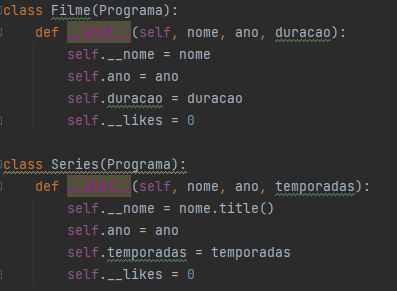 class Filme(Programa):
    def __init__(self, nome, ano, duracao):
        self.__nome = nome
        self.ano = ano
        self.duracao = duracao
        self.__likes = 0
class Series(Programa):
    def __init__(self, nome, ano, temporadas):
        self.__nome = nome.title()
        self.ano = ano
        self.temporadas = temporadas
        self.__likes = 0